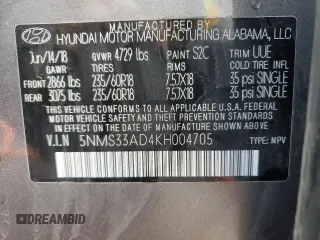 MANUFACTURED BY
HYUNDAI MOTOR MANUFACTURING ALABAMA, LLC
Jun/14/18 GVWR 4729 lbs PAINT S2C TRIM UUE
GAWR TIRES RIMS COLD TIRE INFL
FRONT 2866 lbs 235/60R18 7.5JX18 35 psi SINGLE
REAR 3075 lbs 235/60R18 7.5JX18 35 psi SINGLE
THIS VEHICLE CONFORMS TO ALL APPLICABLE FEDERAL
MOTOR VEHICLE SAFETY, BUMPER, AND THEFT PREVENTION
STANDARDS IN EFFECT ON THE DATE OF MANUFACTURE
SHOWN ABOVE
V.I.N 5NMS33AD4KH004705 TYPE: MPV
DREAMBID